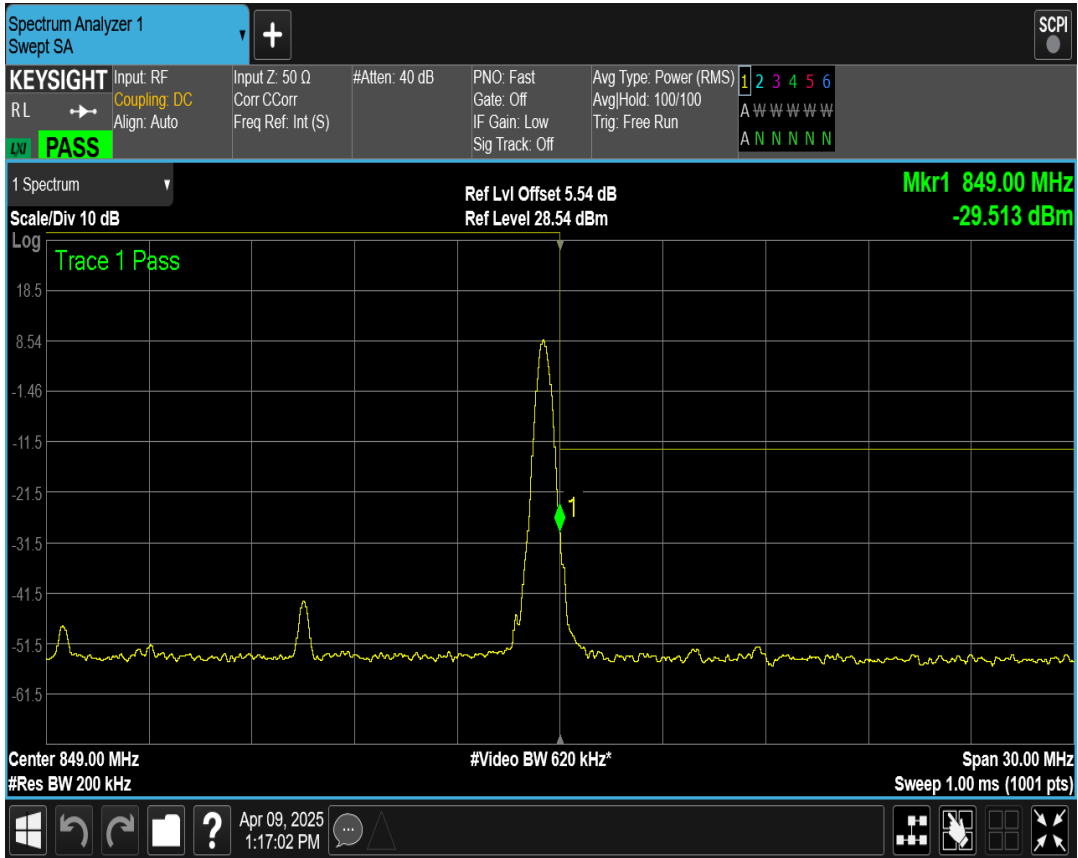 Spectrum Analyzer 1
Swept SA
SCPI
KEYSIGHT
RL
LXI PASS
Input: RF
Coupling: DC
Align: Auto
Input Z: 50 Ω
Corr CCorr
Freq Ref: Int (S)
#Atten: 40 dB
PNO: Fast
Gate: Off
IF Gain: Low
Sig Track: Off
Avg Type: Power (RMS)
Avg|Hold: 100/100
Trig: Free Run
1 2 3 4 5 6
A W W W W W
A N N N N N
1 Spectrum
Scale/Div 10 dB
Ref Lvl Offset 5.54 dB
Ref Level 28.54 dBm
Mkr1 849.00 MHz
-29.513 dBm
Log
Trace 1 Pass
18.5
8.54
-1.46
-11.5
-21.5
1
-31.5
-41.5
-51.5
-61.5
Center 849.00 MHz
#Res BW 200 kHz
#Video BW 620 kHz*
Span 30.00 MHz
Sweep 1.00 ms (1001 pts)
?
Apr 09, 2025
1:17:02 PM